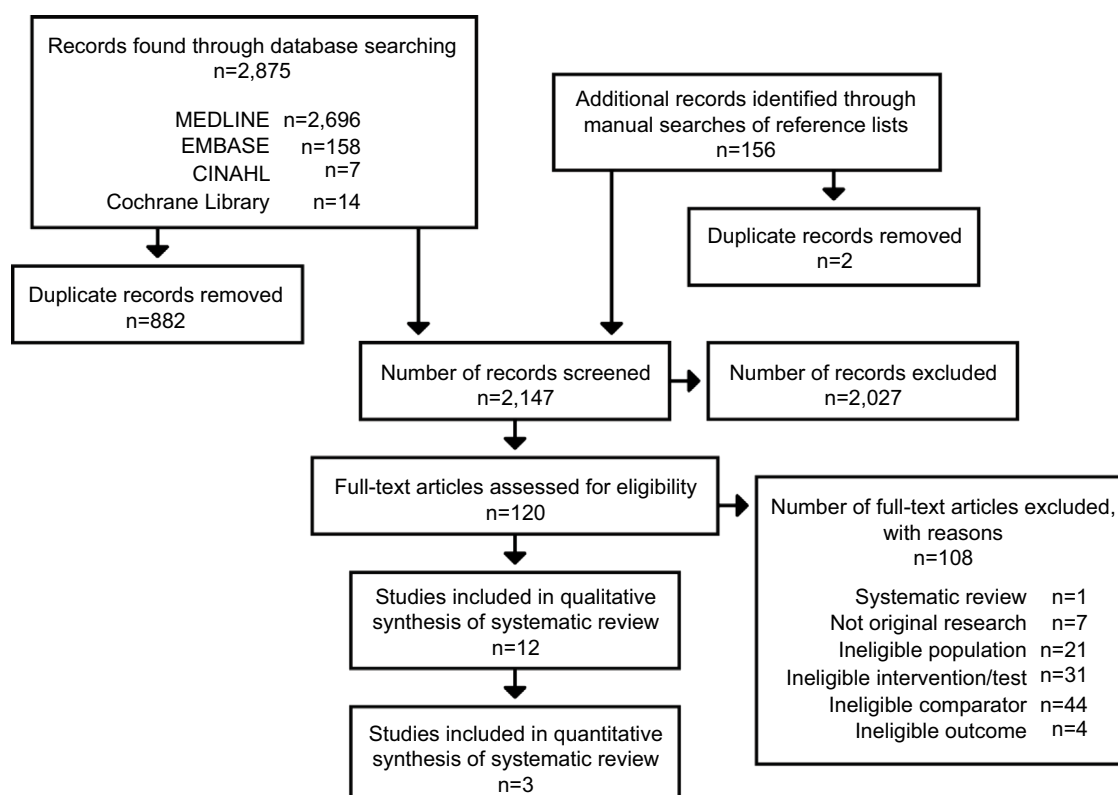 Records found through database searching
n=2,875
MEDLINE n=2,696
EMBASE n=158
CINAHL n=7
Cochrane Library n=14
Additional records identified through
manual searches of reference lists
n=156
Duplicate records removed
n=2
Duplicate records removed
n=882
Number of records screened
n=2,147
Number of records excluded
n=2,027
Full-text articles assessed for eligibility
n=120
Number of full-text articles excluded,
with reasons
n=108
Systematic review n=1
Not original research n=7
Ineligible population n=21
Ineligible intervention/test n=31
Ineligible comparator n=44
Ineligible outcome n=4
Studies included in qualitative
synthesis of systematic review
n=12
Studies included in quantitative
synthesis of systematic review
n=3